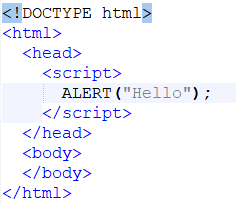 <!DOCTYPE html>
<html>
<head>
<script>
ALERT("Hello");
</script>
</head>
<body>
</body>
</html>